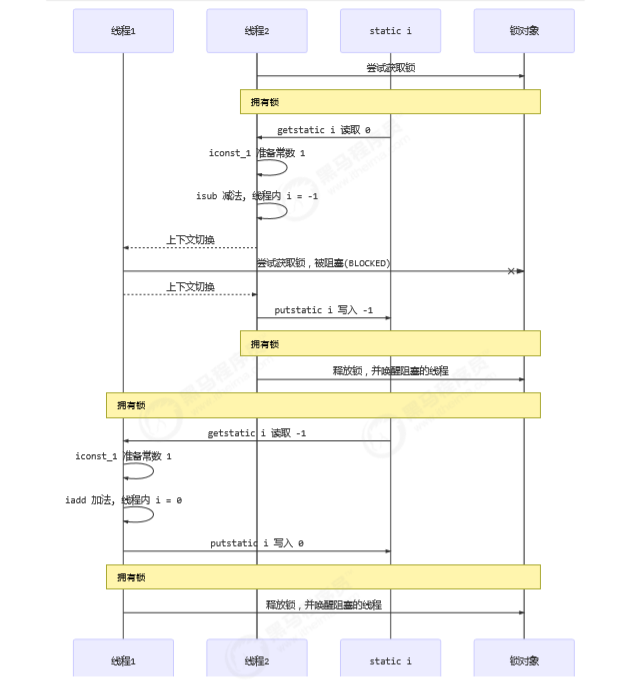 线程1 线程2 static i 锁对象
尝试获取锁
拥有锁
getstatic i 读取 0
iconst_1 准备常数 1
isub 减法, 线程内 i = -1
上下文切换
尝试获取锁，被阻塞(BLOCKED)
上下文切换
putstatic i 写入 -1
拥有锁
释放锁，并唤醒阻塞的线程
拥有锁
getstatic i 读取 -1
iconst_1 准备常数 1
iadd 加法, 线程内 i = 0
putstatic i 写入 0
拥有锁
释放锁，并唤醒阻塞的线程
线程1 线程2 static i 锁对象